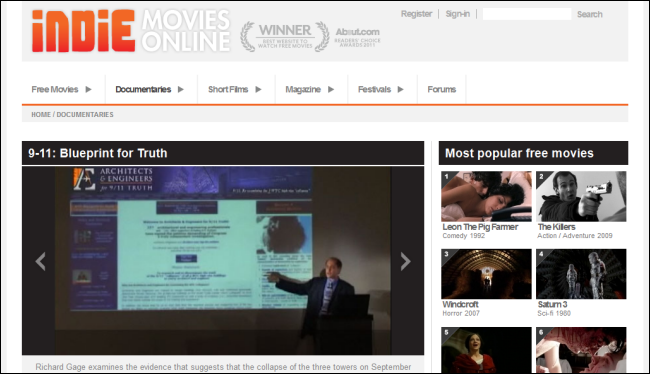 INDIE MOVIES ONLINE
WINNER
BEST WEBSITE TO
WATCH FREE MOVIES
About.com
READERS' CHOICE
AWARDS 2011
Register | Sign-in |
Search
Free Movies
Documentaries
Short Films
Magazine
Festivals
Forums
HOME / DOCUMENTARIES
9-11: Blueprint for Truth
ARCHITECTS
& ENGINEERS
for 9/11 TRUTH
Richard Gage examines the evidence that suggests that the collapse of the three towers on September
Most popular free movies
1
Leon The Pig Farmer
Comedy 1992
2
The Killers
Action / Adventure 2009
3
Windcroft
Horror 2007
4
Saturn 3
Sci-fi 1980
5
6